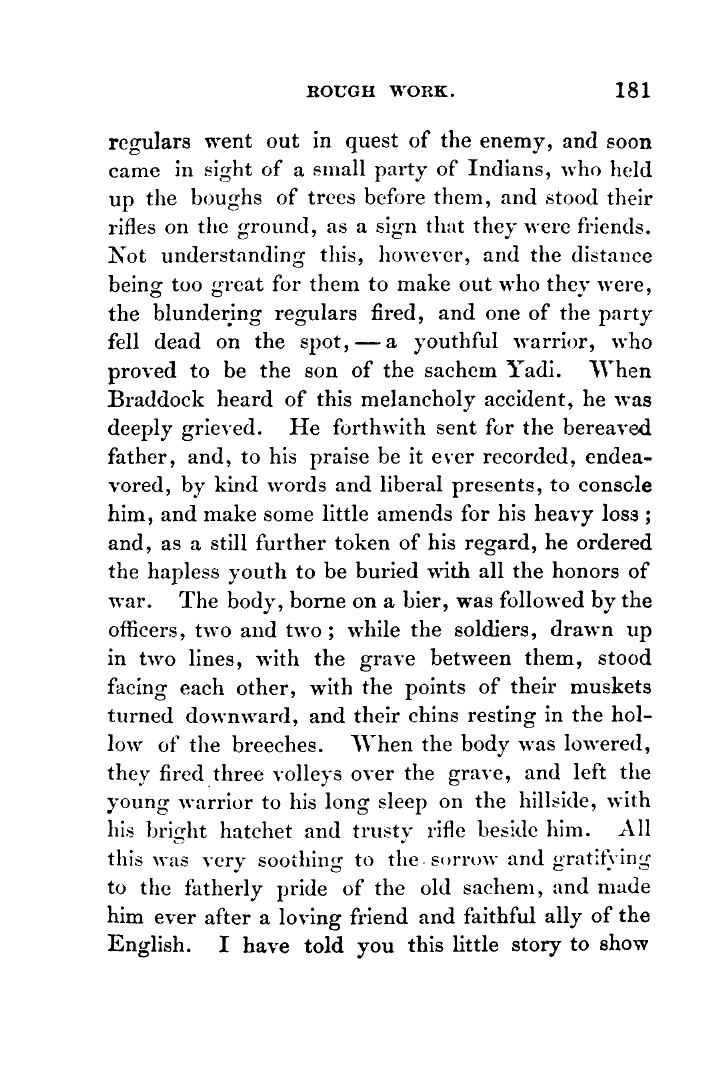 ROUGH WORK. 181
regulars went out in quest of the enemy, and soon
came in sight of a small party of Indians, who held
up the boughs of trees before them, and stood their
rifles on the ground, as a sign that they were friends.
Not understanding this, however, and the distance
being too great for them to make out who they were,
the blundering regulars fired, and one of the party
fell dead on the spot, — a youthful warrior, who
proved to be the son of the sachem Yadi. When
Braddock heard of this melancholy accident, he was
deeply grieved. He forthwith sent for the bereaved
father, and, to his praise be it ever recorded, endea-
vored, by kind words and liberal presents, to console
him, and make some little amends for his heavy loss;
and, as a still further token of his regard, he ordered
the hapless youth to be buried with all the honors of
war. The body, borne on a bier, was followed by the
officers, two and two; while the soldiers, drawn up
in two lines, with the grave between them, stood
facing each other, with the points of their muskets
turned downward, and their chins resting in the hol-
low of the breeches. When the body was lowered,
they fired three volleys over the grave, and left the
young warrior to his long sleep on the hillside, with
his bright hatchet and trusty rifle beside him. All
this was very soothing to the sorrow and gratifying
to the fatherly pride of the old sachem, and made
him ever after a loving friend and faithful ally of the
English. I have told you this little story to show